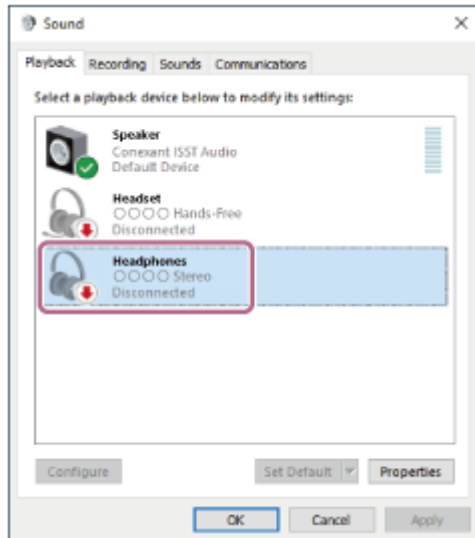 Sound
Playback Recording Sounds Communications
Select a playback device below to modify its settings:
Speaker
Conexant ISST Audio
Default Device
Headset
○○○○ Hands-Free
Disconnected
Headphones
○○○○ Stereo
Disconnected
Configure Set Default Properties
OK Cancel Apply